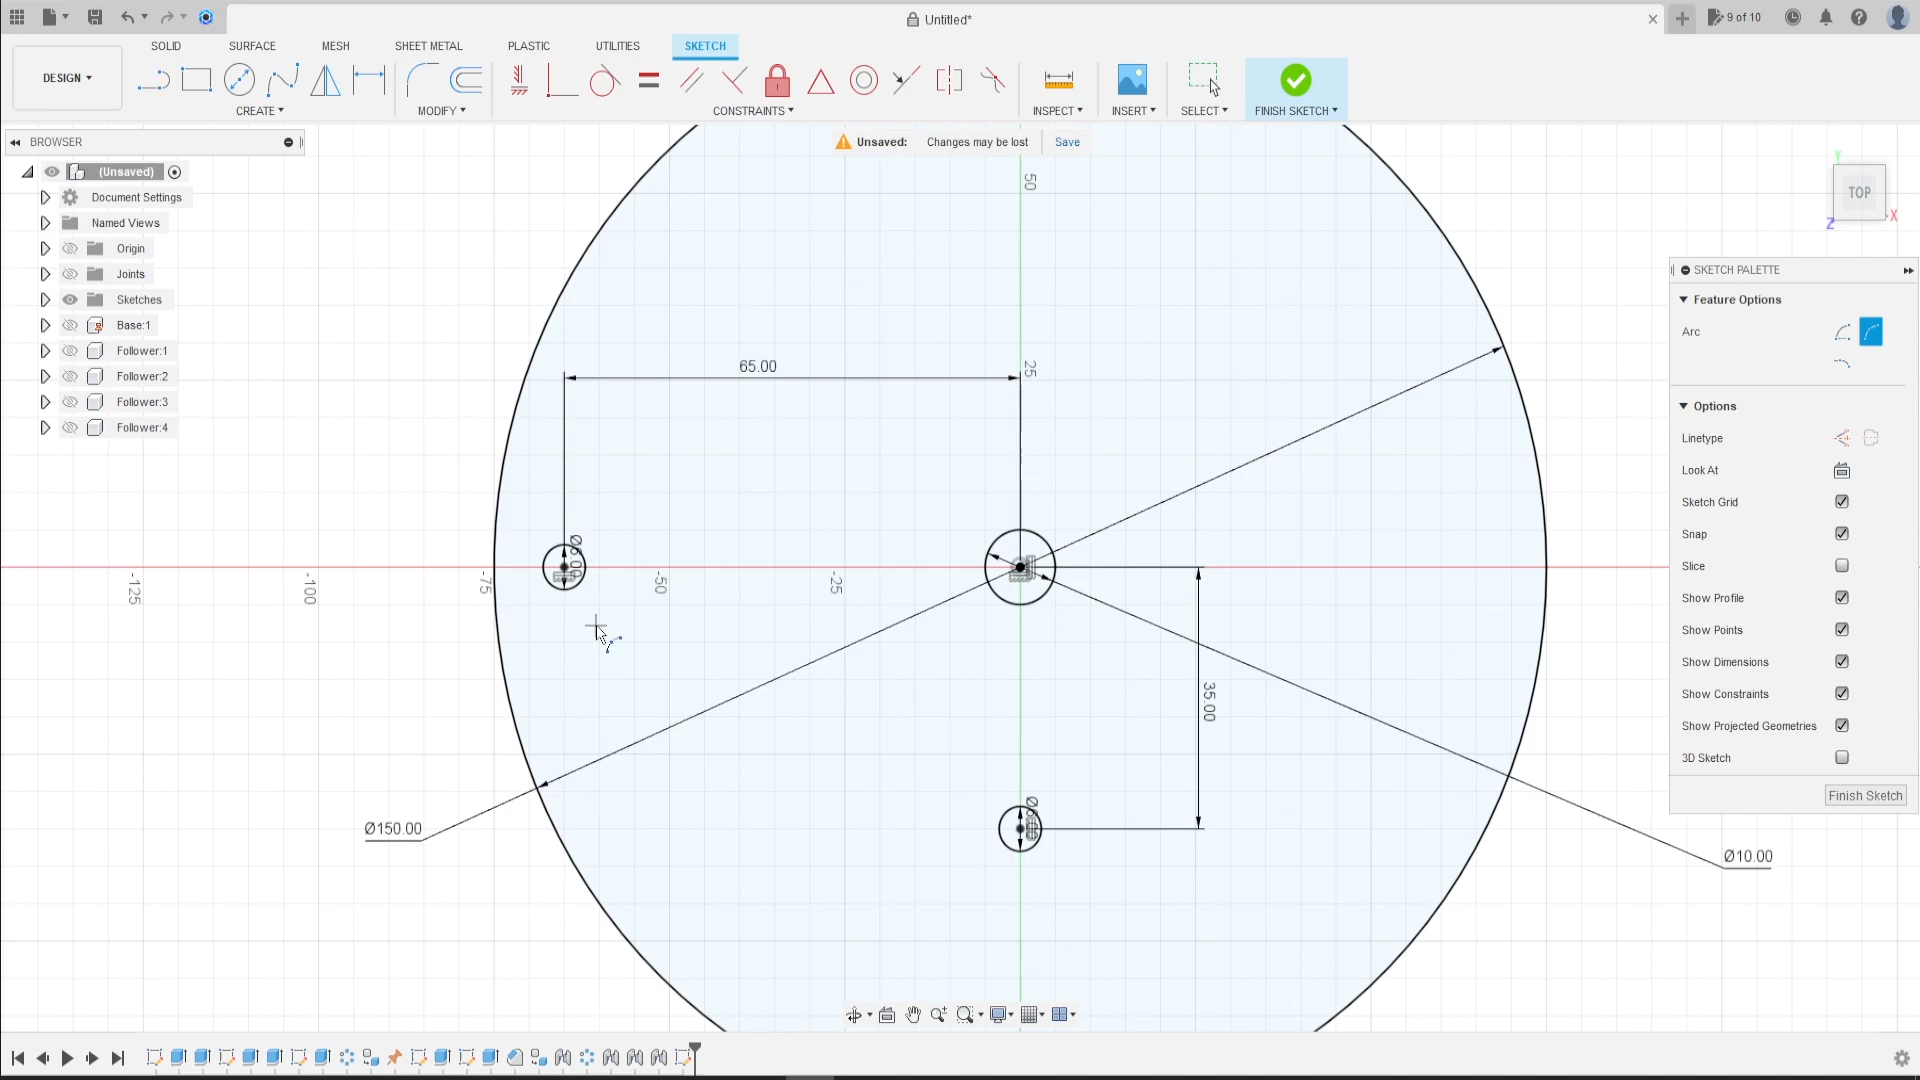 Untitled*
9 of 10
DESIGN
SOLID
SURFACE
MESH
SHEET METAL
PLASTIC
UTILITIES
SKETCH
CREATE
MODIFY
CONSTRAINTS
INSPECT
INSERT
SELECT
FINISH SKETCH
BROWSER
Unsaved: Changes may be lost Save
(Unsaved)
Document Settings
Named Views
Origin
Joints
Sketches
Base:1
Follower:1
Follower:2
Follower:3
Follower:4
50
25
65.00
Ø6.00
-125
-100
-75
-50
-25
35.00
Ø150.00
Ø10.00
Y
TOP
X
Z
SKETCH PALETTE
Feature Options
Arc
Options
Linetype
Look At
Sketch Grid
Snap
Slice
Show Profile
Show Points
Show Dimensions
Show Constraints
Show Projected Geometries
3D Sketch
Finish Sketch